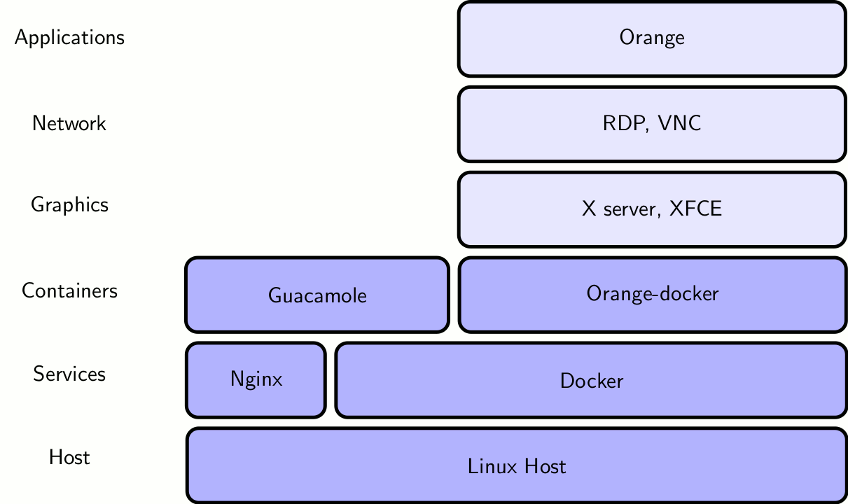 Applications
Orange
Network
RDP, VNC
Graphics
X server, XFCE
Containers
Guacamole
Orange-docker
Services
Nginx
Docker
Host
Linux Host